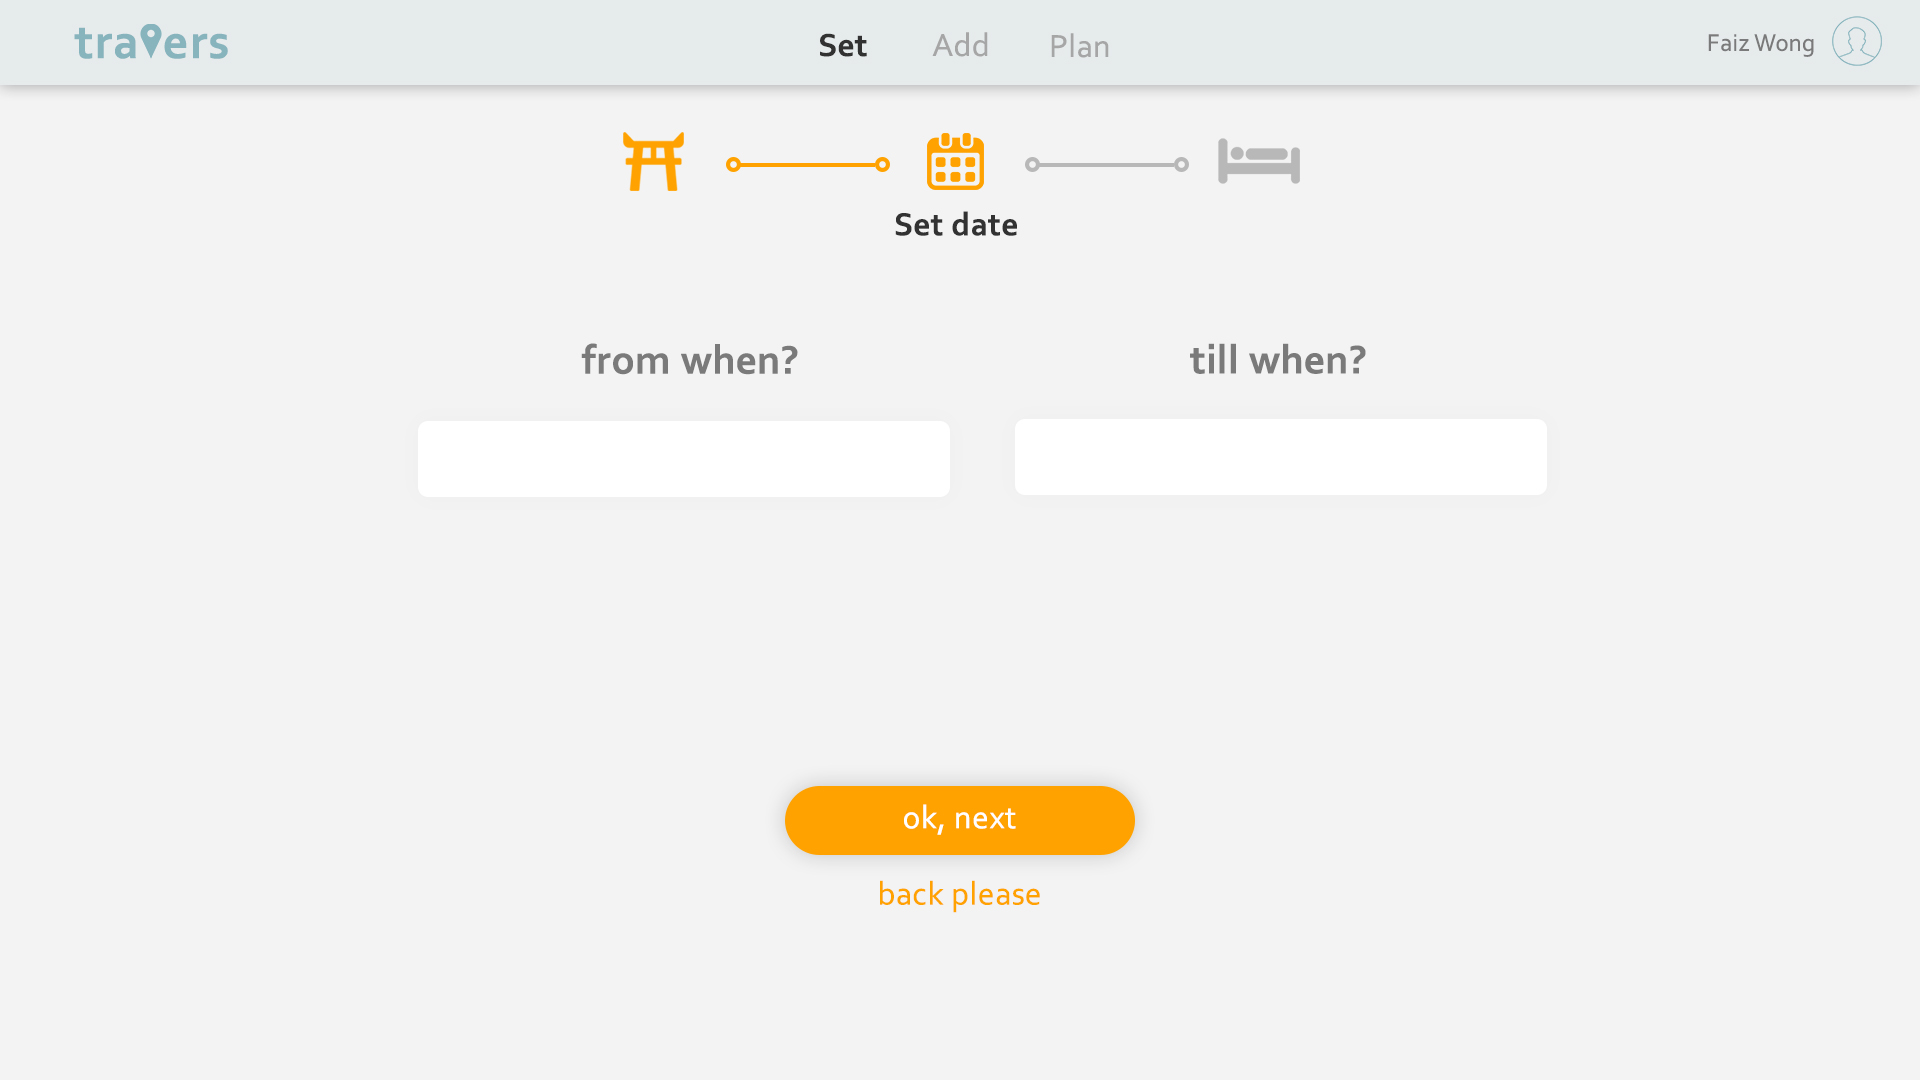 travers
Set Add Plan
Faiz Wong
Set date
from when? till when?
ok, next
back please